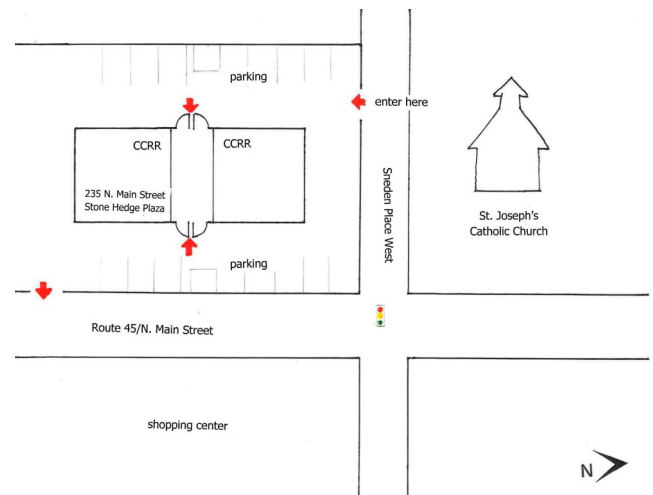 parking
enter here
CCRR
CCRR
235 N. Main Street
Stone Hedge Plaza
Sneden Place West
St. Joseph's
Catholic Church
parking
Route 45/N. Main Street
shopping center
N